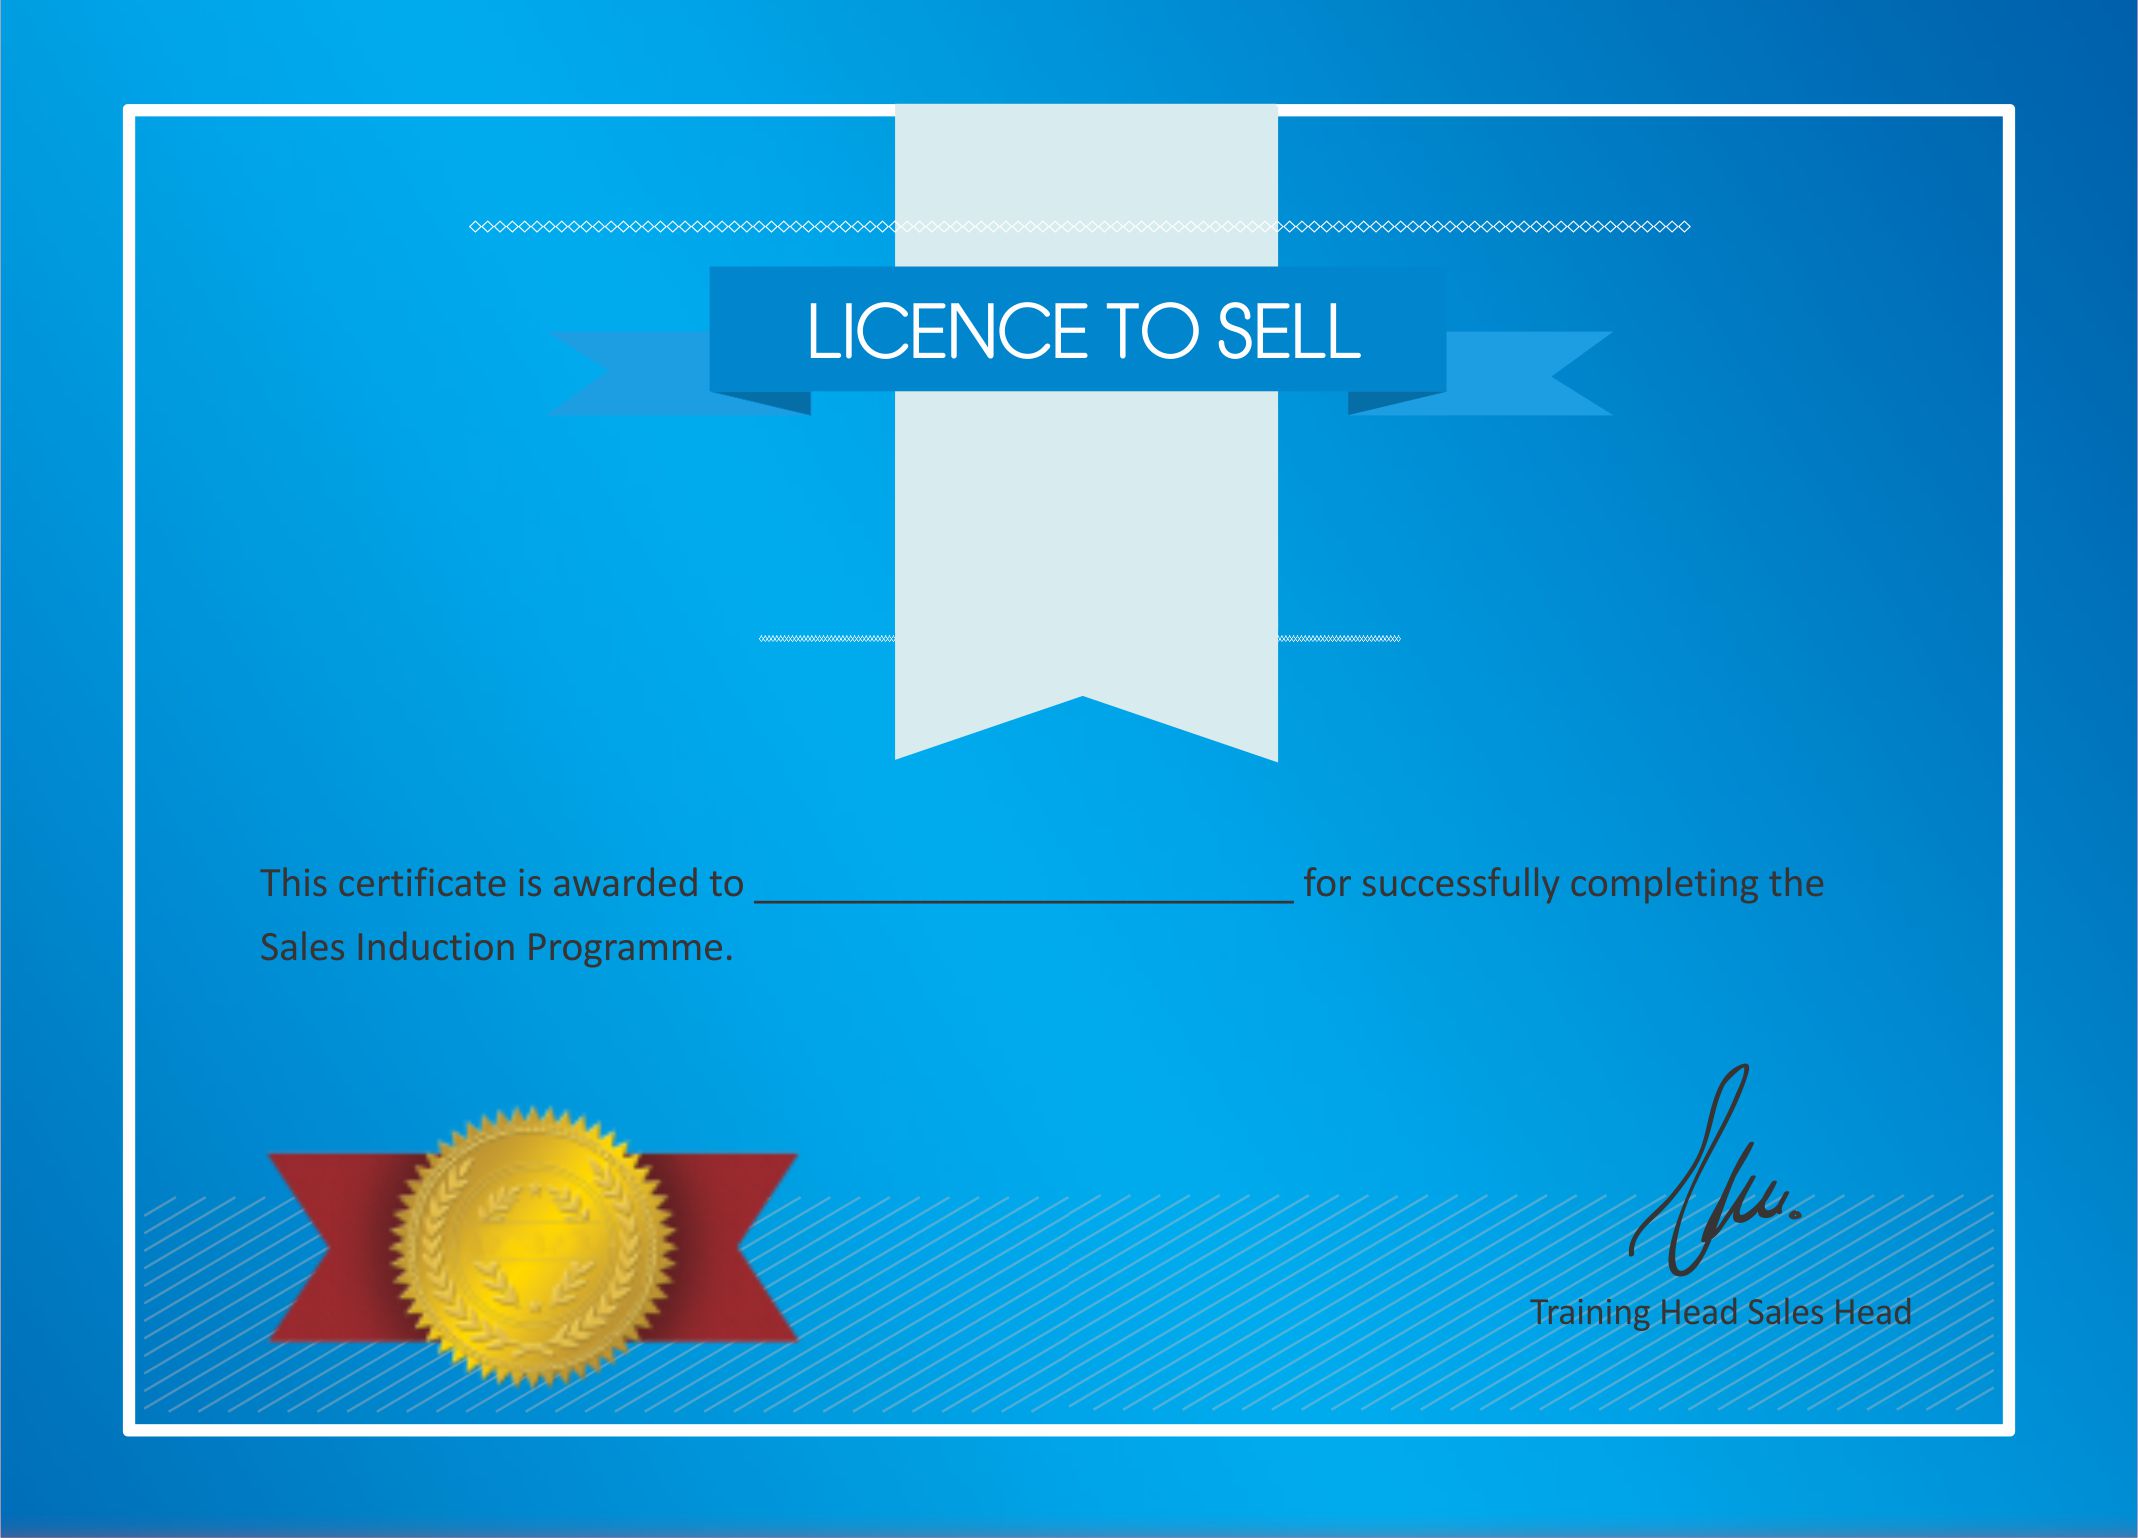 LICENCE TO SELL
This certificate is awarded to __________________________ for successfully completing the
Sales Induction Programme.
Training Head Sales Head